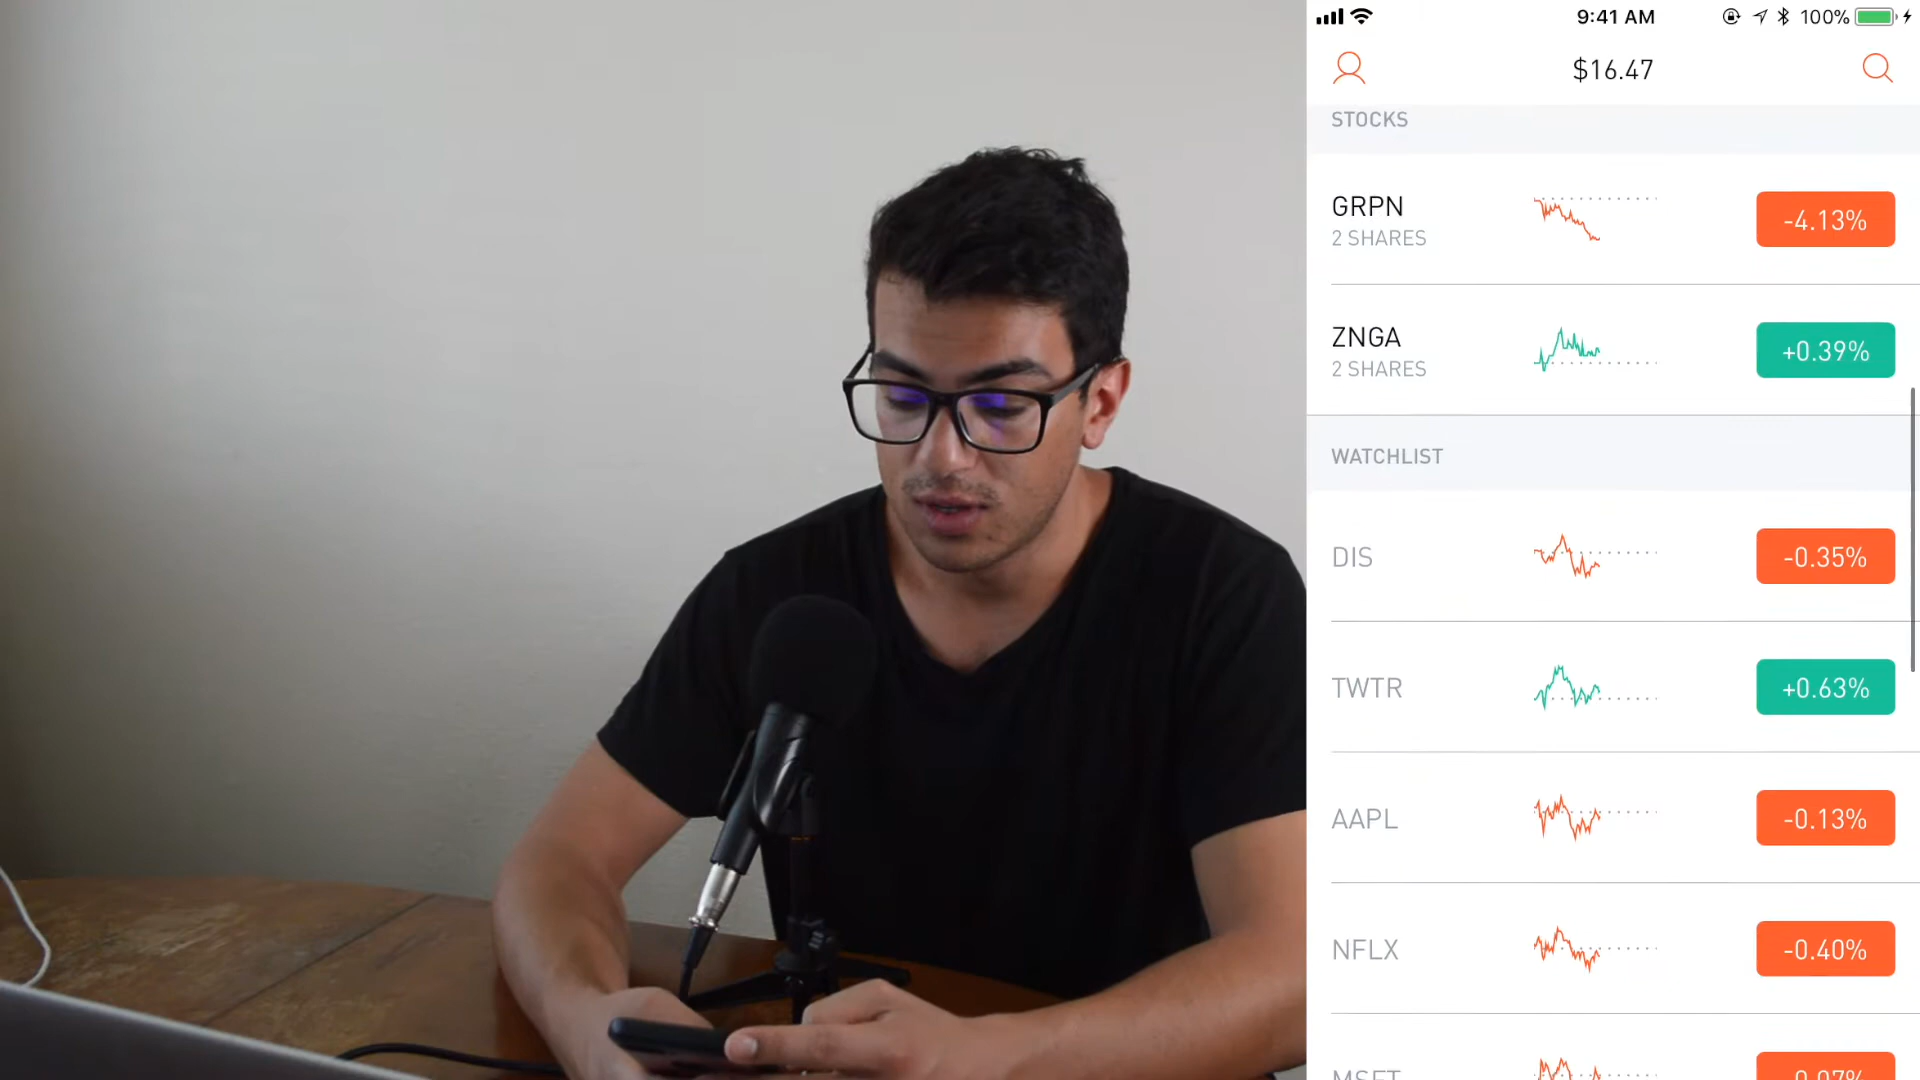 9:41 AM 100%
$16.47
STOCKS
GRPN
2 SHARES
-4.13%
ZNGA
2 SHARES
+0.39%
WATCHLIST
DIS
-0.35%
TWTR
+0.63%
AAPL
-0.13%
NFLX
-0.40%
MSFT